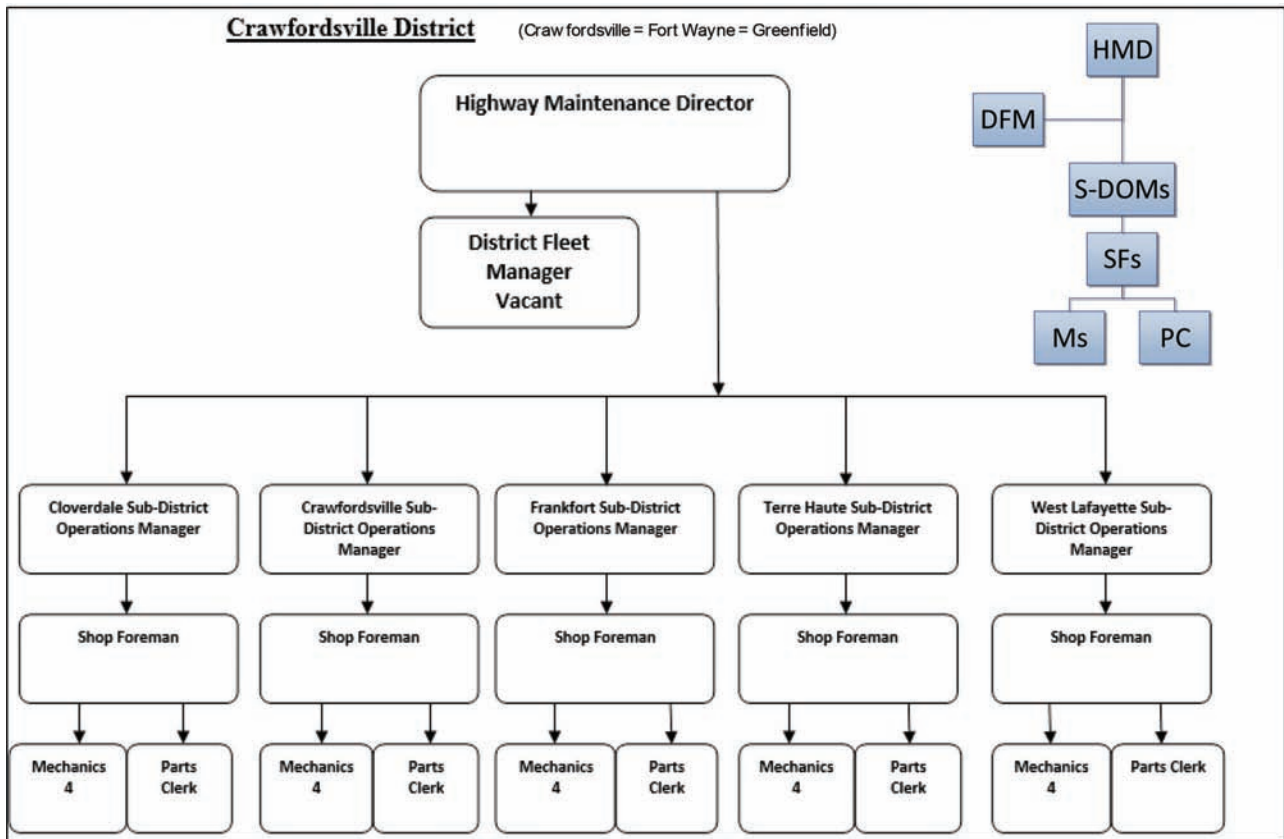 Crawfordsville District (Crawfordsville = Fort Wayne = Greenfield)
HMD
DFM
S-DOMs
SFs
Ms PC
Highway Maintenance Director
District Fleet
Manager
Vacant
Cloverdale Sub-District
Operations Manager
Crawfordsville Sub-
District Operations
Manager
Frankfort Sub-District
Operations Manager
Terre Haute Sub-District
Operations Manager
West Lafayette Sub-
District Operations
Manager
Shop Foreman
Shop Foreman
Shop Foreman
Shop Foreman
Shop Foreman
Mechanics
4
Parts
Clerk
Mechanics
4
Parts
Clerk
Mechanics
4
Parts
Clerk
Mechanics
4
Parts
Clerk
Mechanics
4
Parts Clerk